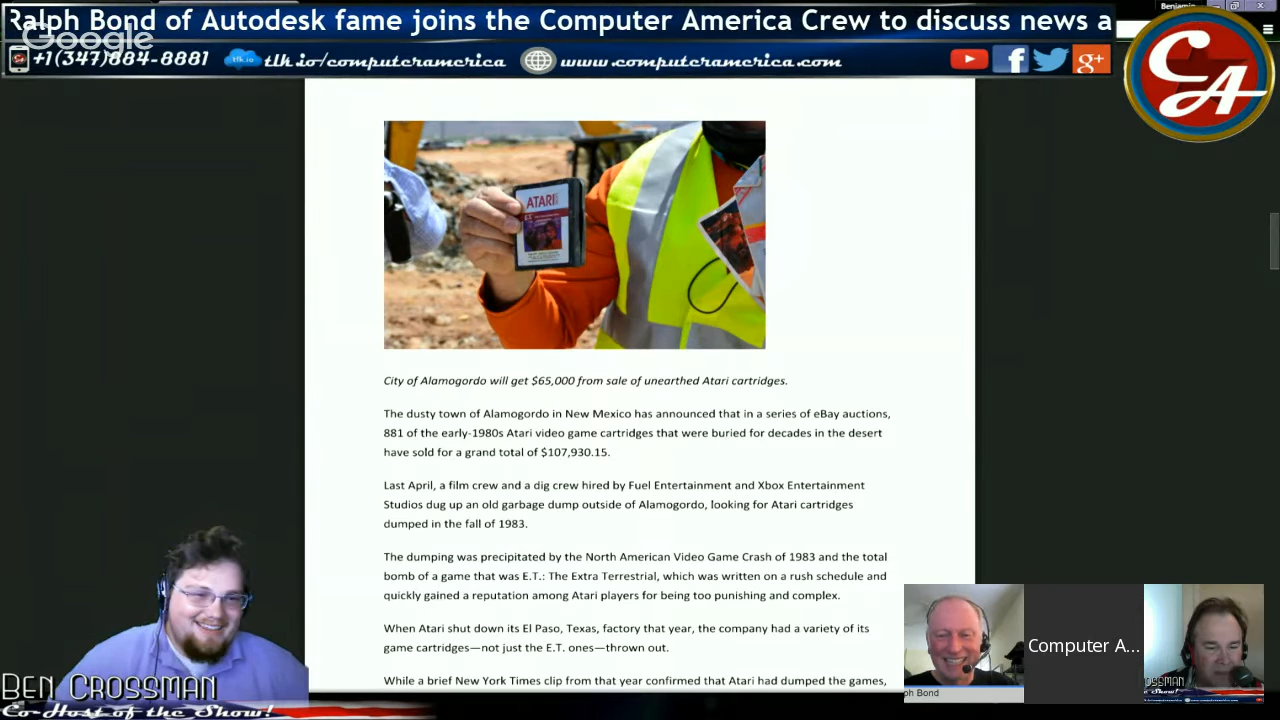 Ralph Bond of Autodesk fame joins the Computer America Crew to discuss news a
Benjamin
Google
+1(347)884-8881
tlk.io
tlk.io/computeramerica
www.computeramerica.com
f
g+
CA
ATARI
City of Alamogordo will get $65,000 from sale of unearthed Atari cartridges.
The dusty town of Alamogordo in New Mexico has announced that in a series of eBay auctions,
881 of the early-1980s Atari video game cartridges that were buried for decades in the desert
have sold for a grand total of $107,930.15.
Last April, a film crew and a dig crew hired by Fuel Entertainment and Xbox Entertainment
Studios dug up an old garbage dump outside of Alamogordo, looking for Atari cartridges
dumped in the fall of 1983.
The dumping was precipitated by the North American Video Game Crash of 1983 and the total
bomb of a game that was E.T.: The Extra Terrestrial, which was written on a rush schedule and
quickly gained a reputation among Atari players for being too punishing and complex.
When Atari shut down its El Paso, Texas, factory that year, the company had a variety of its
game cartridges—not just the E.T. ones—thrown out.
While a brief New York Times clip from that year confirmed that Atari had dumped the games,
Computer A...
Ben Crossman
Co-Host of the Show!
ph Bond